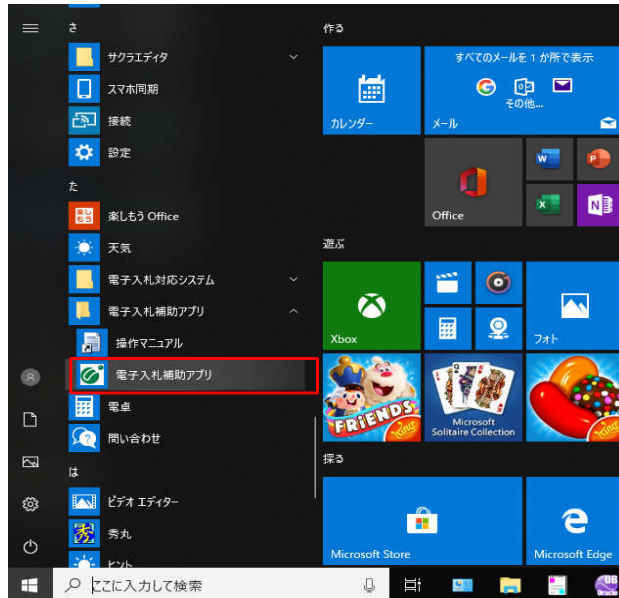 さ
サクラエディタ
スマホ同期
接続
設定
た
楽しもう Office
天気
電子入札対応システム
電子入札補助アプリ
操作マニュアル
電子入札補助アプリ
電卓
問い合わせ
は
ビデオ エディター
秀丸
ヒント
ここに入力して検索
作る
カレンダー
すべてのメールを 1 か所で表示
その他...
メール
Office
遊ぶ
Xbox
フォト
FRIENDS
King
Microsoft
Solitaire Collection
King
探る
Microsoft Store
Microsoft Edge
OB
Oracle